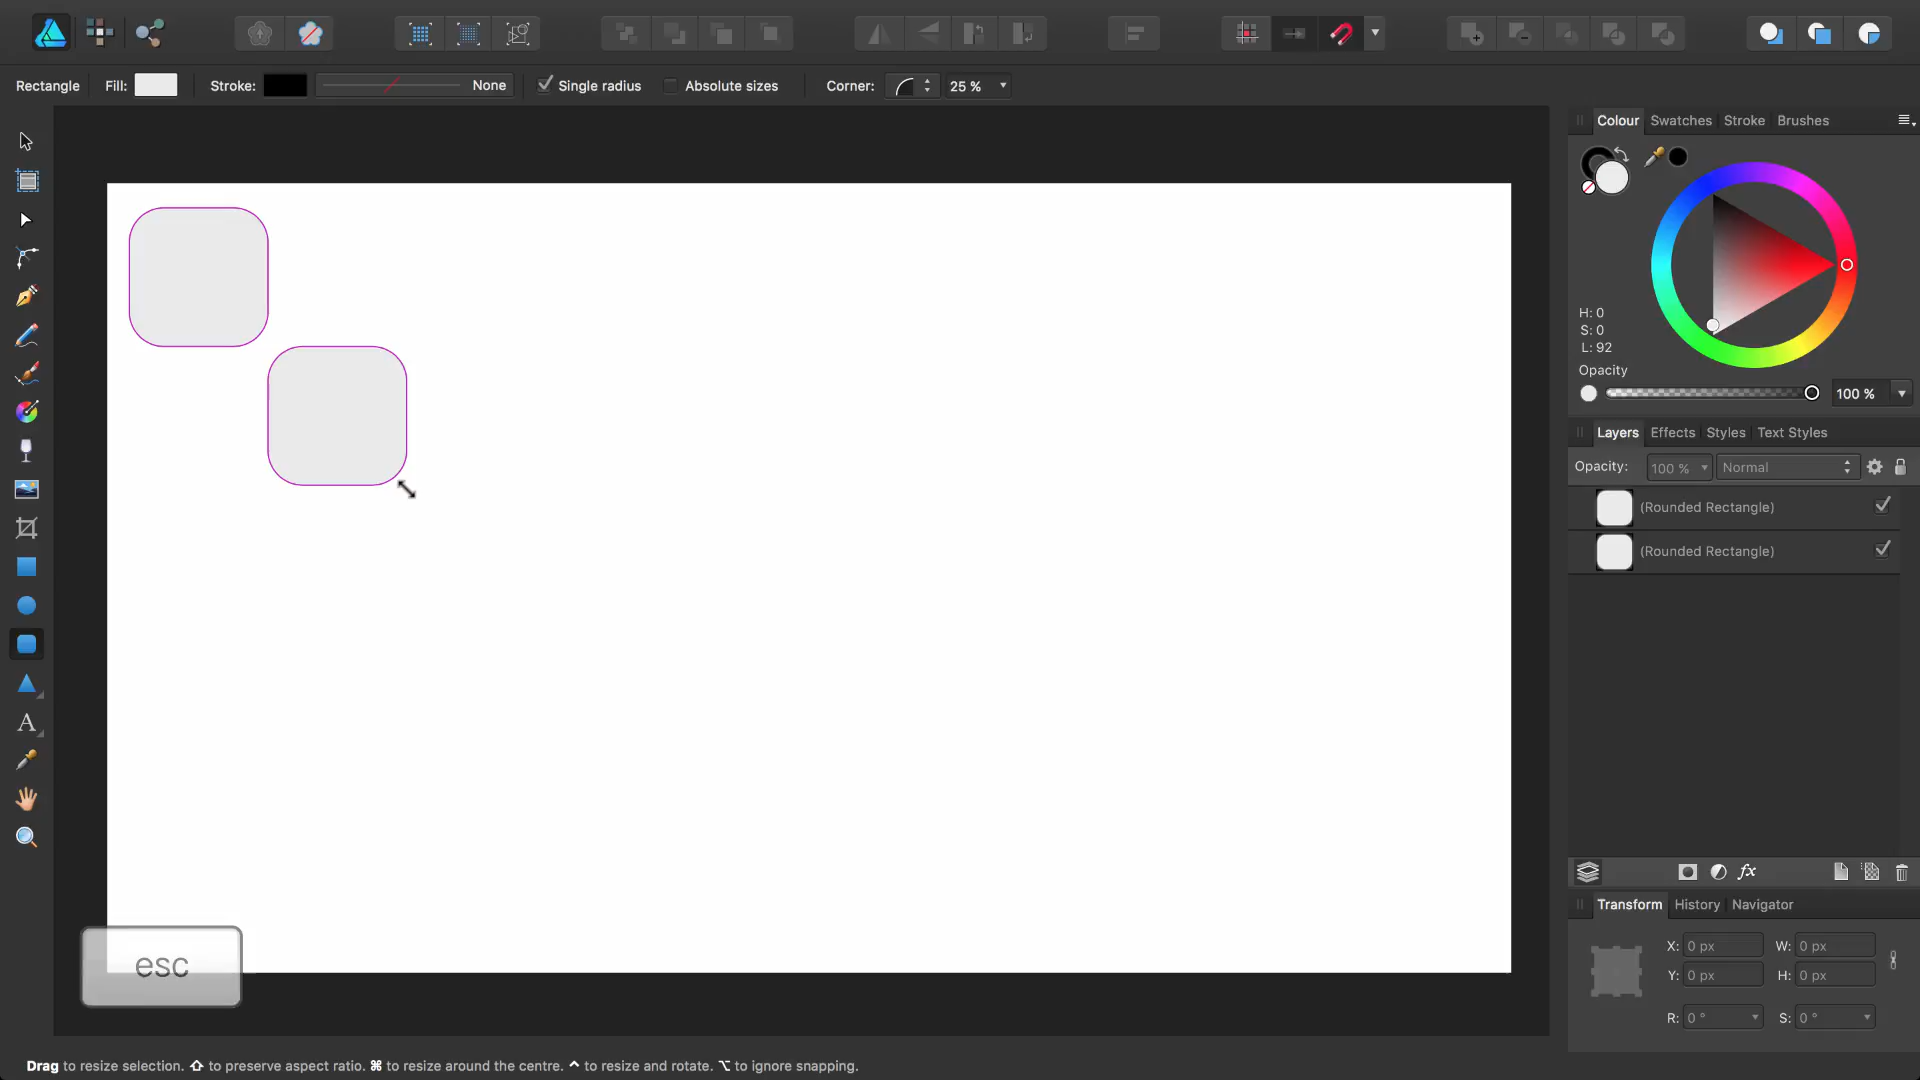 Rectangle Fill: Stroke: None Single radius Absolute sizes Corner: 25 %
Colour Swatches Stroke Brushes
H: 0
S: 0
L: 92
Opacity
100 %
Layers Effects Styles Text Styles
Opacity: 100 % Normal
(Rounded Rectangle)
(Rounded Rectangle)
fx
Transform History Navigator
X: 0 px W: 0 px
Y: 0 px H: 0 px
R: 0 ° S: 0 °
A
esc
Drag to resize selection. ⇧ to preserve aspect ratio. ⌘ to resize around the centre. ^ to resize and rotate. ⌥ to ignore snapping.